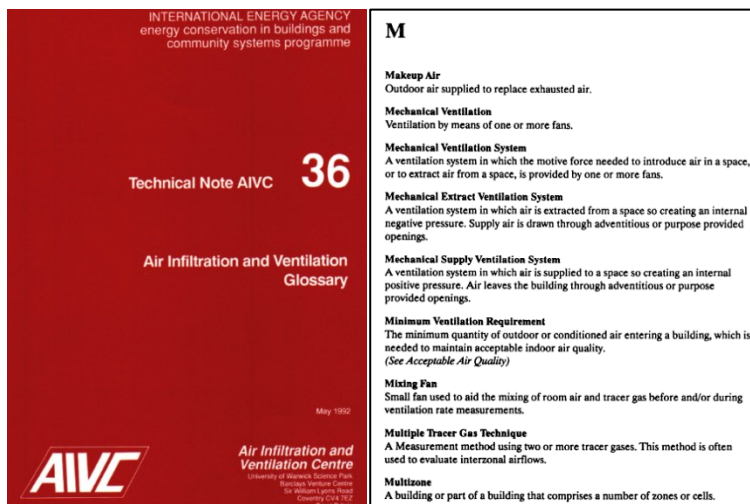 INTERNATIONAL ENERGY AGENCY
energy conservation in buildings and
community systems programme
Technical Note AIVC 36
Air Infiltration and Ventilation
Glossary
May 1992
AIVC
Air Infiltration and
Ventilation Centre
University of Warwick Science Park
Barclays Venture Centre
Sir William Lyons Road
Coventry CV4 7EZ
M
Makeup Air
Outdoor air supplied to replace exhausted air.
Mechanical Ventilation
Ventilation by means of one or more fans.
Mechanical Ventilation System
A ventilation system in which the motive force needed to introduce air in a space,
or to extract air from a space, is provided by one or more fans.
Mechanical Extract Ventilation System
A ventilation system in which air is extracted from a space so creating an internal
negative pressure. Supply air is drawn through adventitious or purpose provided
openings.
Mechanical Supply Ventilation System
A ventilation system in which air is supplied to a space so creating an internal
positive pressure. Air leaves the building through adventitious or purpose
provided openings.
Minimum Ventilation Requirement
The minimum quantity of outdoor or conditioned air entering a building, which is
needed to maintain acceptable indoor air quality.
(See Acceptable Air Quality)
Mixing Fan
Small fan used to aid the mixing of room air and tracer gas before and/or during
ventilation rate measurements.
Multiple Tracer Gas Technique
A Measurement method using two or more tracer gases. This method is often
used to evaluate interzonal airflows.
Multizone
A building or part of a building that comprises a number of zones or cells.